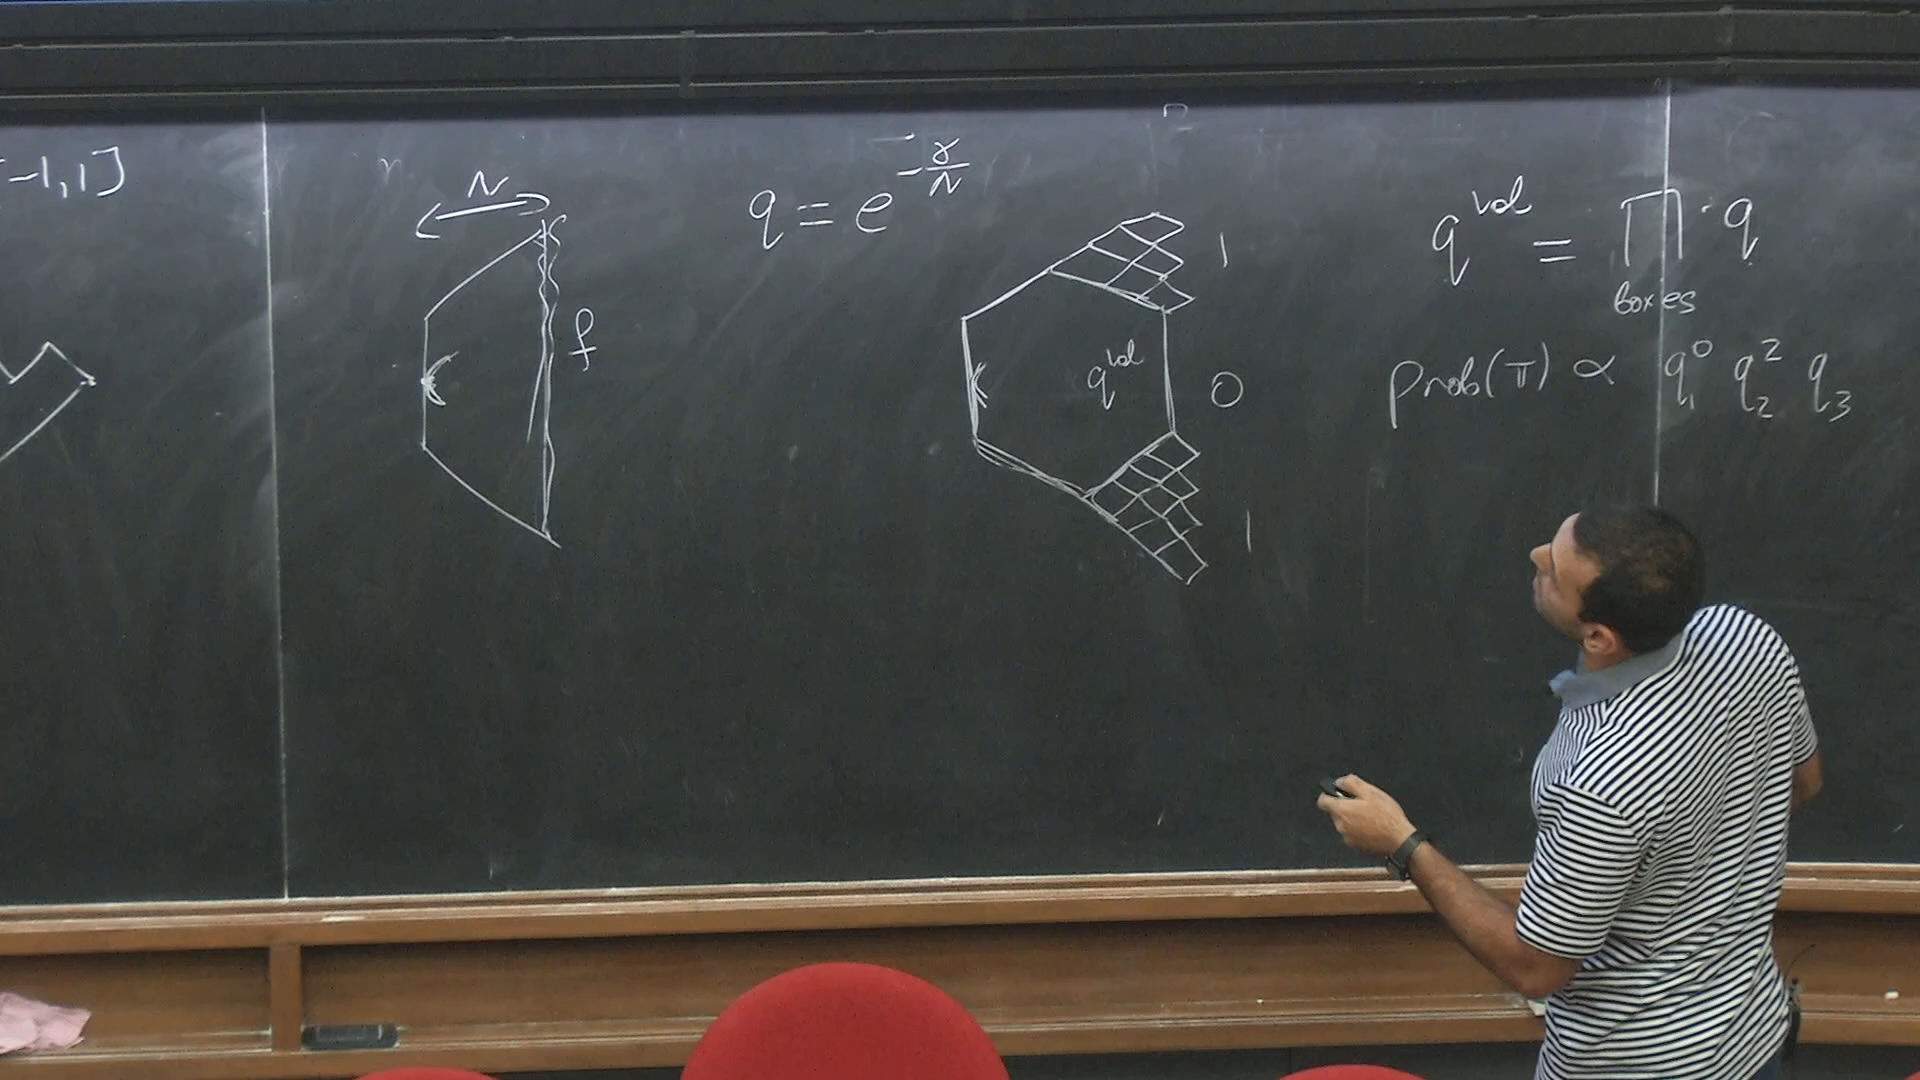 -1,1]
N
f
q = e^{-γ/N}
1
q^{vol}
0
1
q^{vol} = ∏ q
boxes
prob(T) ∝ q_1^0 q_2^2 q_3